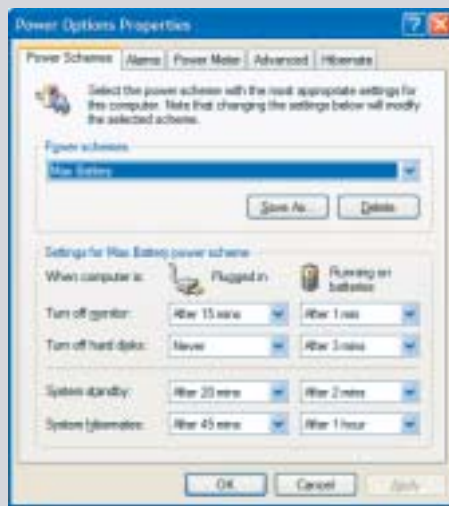 Power Options Properties
Power Schemes Alarms Power Meter Advanced Hibernate
Select the power scheme with the most appropriate settings for
this computer. Note that changing the settings below will modify
the selected scheme.
Power schemes
Max Battery
Save As... Delete
Settings for Max Battery power scheme
When computer is: Plugged in Running on
batteries
Turn off monitor: After 15 mins After 1 min
Turn off hard disks: Never After 3 mins
System standby: After 20 mins After 2 mins
System hibernates: After 45 mins After 1 hour
OK Cancel Apply